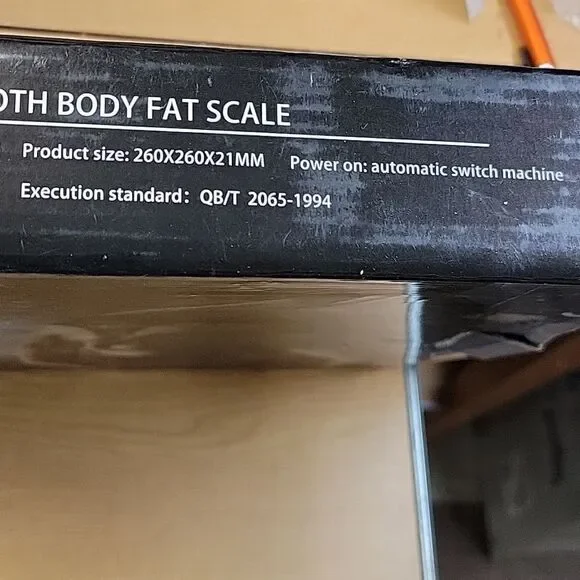 OTH BODY FAT SCALE
Product size: 260X260X21MM Power on: automatic switch machine
Execution standard: QB/T 2065-1994